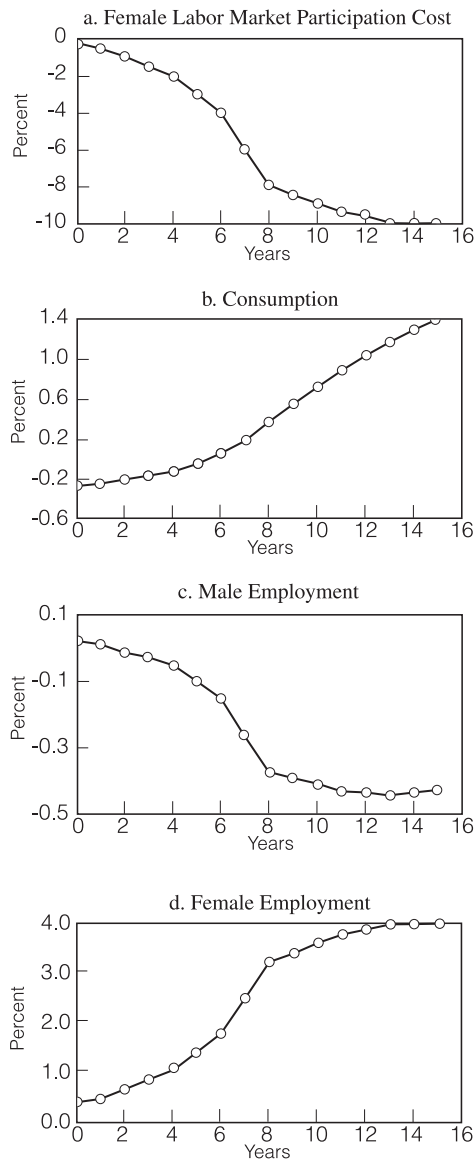 a. Female Labor Market Participation Cost
0
-2
-4
-6
-8
-10
Percent
0 2 4 6 8 10 12 14 16
Years
b. Consumption
1.4
1.0
0.6
0.2
-0.2
-0.6
Percent
0 2 4 6 8 10 12 14 16
Years
c. Male Employment
0.1
-0.1
-0.3
-0.5
Percent
0 2 4 6 8 10 12 14 16
Years
d. Female Employment
4.0
3.0
2.0
1.0
0.0
Percent
0 2 4 6 8 10 12 14 16
Years